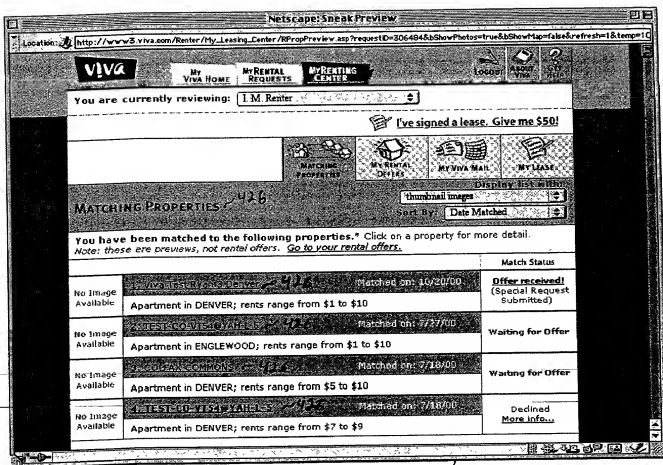 Netscape: Sneak Preview
Location: http://www3.viva.com/Renter/My_Leasing_Center/RPropPreview.asp?requestID=306484&bShowPhotos=true&bShowMap=false&refresh=1&temp=10
VIVA
MY VIVA HOME
MY RENTAL REQUESTS
MY RENTING CENTER
LOGOUT
You are currently reviewing: I. M. Renter
I've signed a lease. Give me $50!
MATCHING PROPERTIES
MY RENTAL OFFERS
MY VIVA MAIL
MY LEASE
Display list with:
thumbnail images
MATCHING PROPERTIES ~426
Sort By: Date Matched
You have been matched to the following properties.* Click on a property for more detail.
Note: these are previews, not rental offers. Go to your rental offers.
Match Status
No Image Available
~426
Matched on: 10/20/00
Apartment in DENVER; rents range from $1 to $10
Offer received!
(Special Request Submitted)
No Image Available
~426
Matched on: 7/27/00
Apartment in ENGLEWOOD; rents range from $1 to $10
Waiting for Offer
No Image Available
COMMONS ~426
Matched on: 7/18/00
Apartment in DENVER; rents range from $5 to $10
Waiting for Offer
No Image Available
~426
Matched on: 7/18/00
Apartment in DENVER; rents range from $7 to $9
Declined
More info...